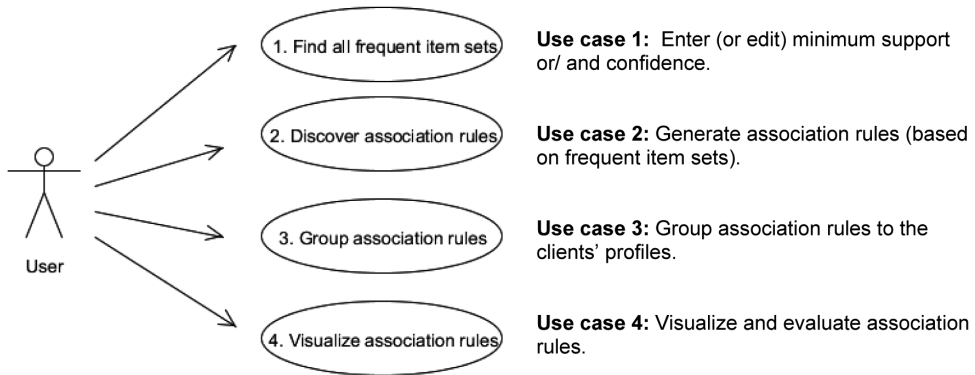 1. Find all frequent item sets
Use case 1: Enter (or edit) minimum support
or/ and confidence.
2. Discover association rules
Use case 2: Generate association rules (based
on frequent item sets).
3. Group association rules
Use case 3: Group association rules to the
clients’ profiles.
User
4. Visualize association rules
Use case 4: Visualize and evaluate association
rules.